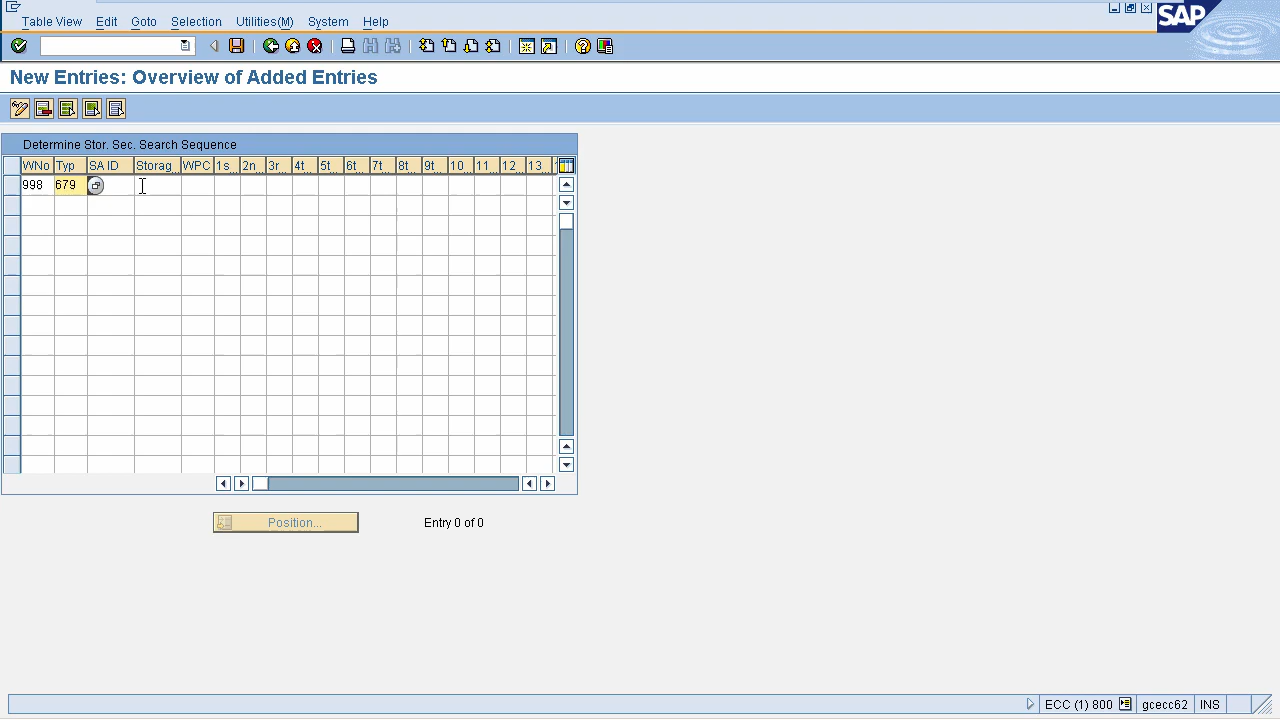 Table View Edit Goto Selection Utilities(M) System Help
SAP
New Entries: Overview of Added Entries
Determine Stor. Sec. Search Sequence
WNo Typ SA ID Storag.. WPC 1s.. 2n.. 3r.. 4t.. 5t.. 6t.. 7t.. 8t.. 9t.. 10.. 11.. 12.. 13..
998 679
Position... Entry 0 of 0
ECC (1) 800 gcecc62 INS